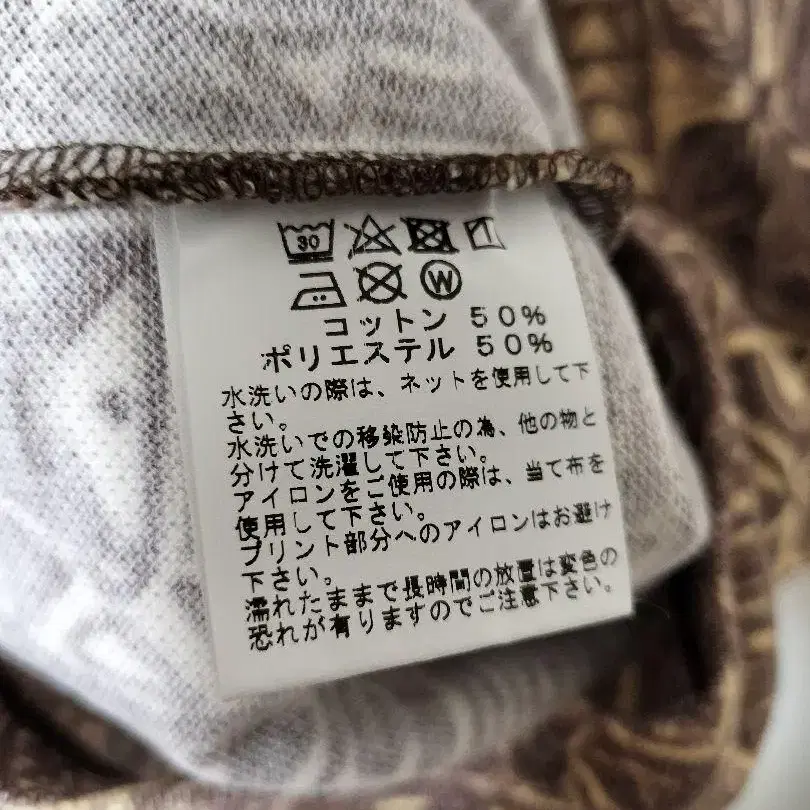 30
W
コットン 50%
ポリエステル 50%
水洗いの際は、ネットを使用して下
さい。
水洗いでの移染防止の為、他の物と
分けて洗濯して下さい。
アイロンをご使用の際は、当て布を
使用して下さい。
プリント部分へのアイロンはお避け
下さい。
濡れたままで長時間の放置は変色の
恐れが有りますのでご注意下さい。